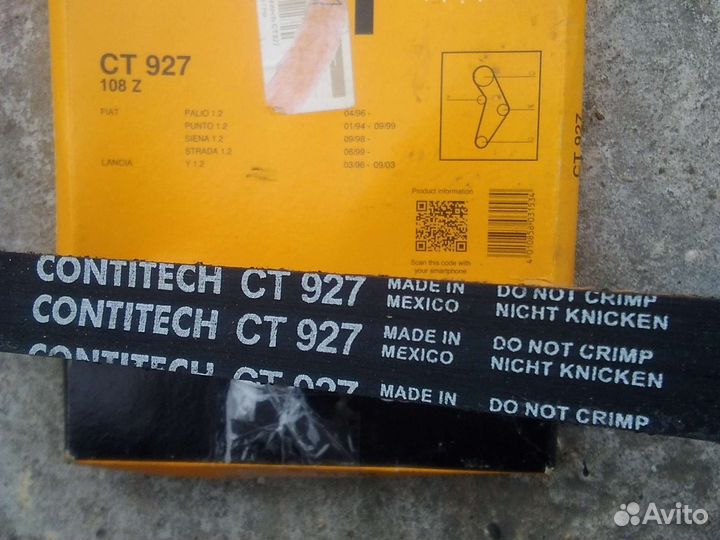 CT 927
108 Z
FIAT PALIO 1.2 04/96 -
PUNTO 1.2 01/94 - 09/99
SIENA 1.2 09/98 -
STRADA 1.2 06/99 -
LANCIA Y 1.2 03/96 - 09/03
CT 927
Product information
Scan this code with
your smartphone
CONTITECH CT 927 MADE IN MEXICO DO NOT CRIMP NICHT KNICKEN
CONTITECH CT 927 MADE IN MEXICO DO NOT CRIMP NICHT KNICKEN
CONTITECH CT 927 MADE IN DO NOT CRIMP
Avito